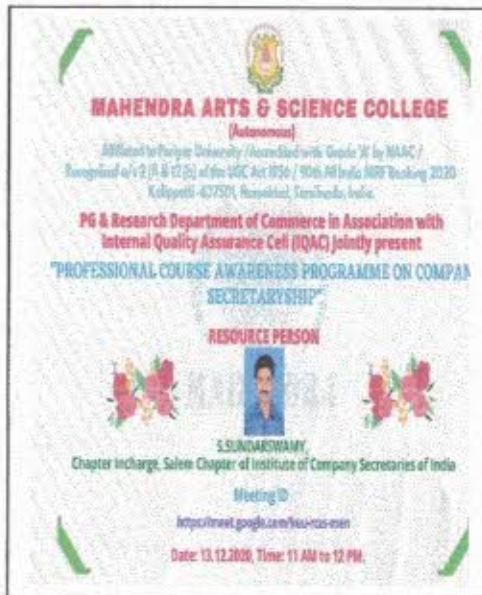 MAHENDRA ARTS & SCIENCE COLLEGE
(Autonomous)
Affiliated to Periyar University / Accredited with Grade 'A' by NAAC /
Recognized u/s 2 (f) & 12 (B) of the UGC Act 1956 / 90th All India NIRF Ranking 2020
Kalippatti -637501, Namakkal, Tamilnadu, India.
PG & Research Department of Commerce in Association with
Internal Quality Assurance Cell (IQAC) Jointly present
"PROFESSIONAL COURSE AWARENESS PROGRAMME ON COMPAN
SECRETARYSHIP"
RESOURCE PERSON
S.SUNDARSWAMY,
Chapter Incharge, Salem Chapter of Institute of Company Secretaries of India
Meeting ID
Date: 13.12.2020, Time: 11 AM to 12 PM.